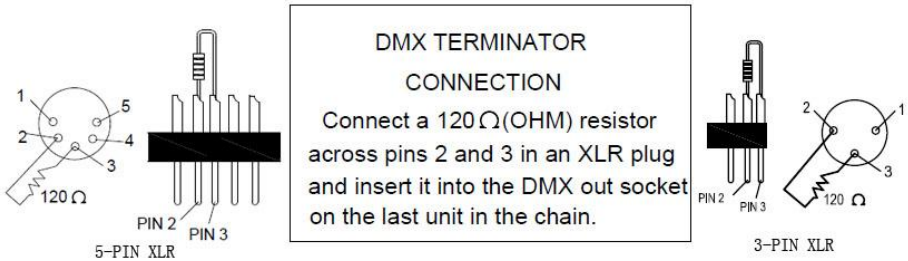 1
5
2
4
3
120 Ω
PIN 2
PIN 3
5-PIN XLR
DMX TERMINATOR
CONNECTION
Connect a 120Ω(OHM) resistor
across pins 2 and 3 in an XLR plug
and insert it into the DMX out socket
on the last unit in the chain.
2
1
3
PIN 2
PIN 3
120 Ω
3-PIN XLR